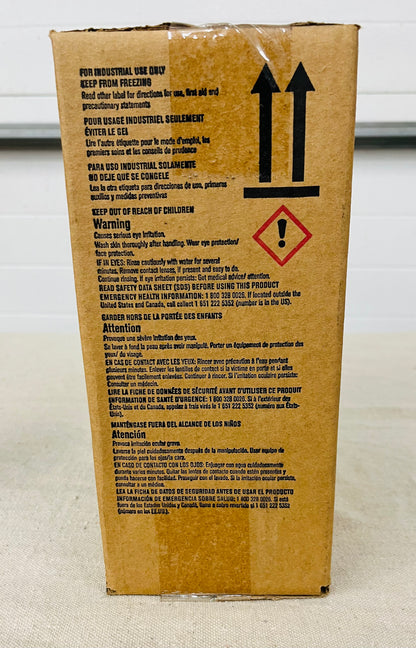 FOR INDUSTRIAL USE ONLY
KEEP FROM FREEZING
Read other label for directions for use, first aid and
precautionary statements
POUR USAGE INDUSTRIEL SEULEMENT
ÉVITER LE GEL
Lire l'autre étiquette pour le mode d'emploi, les
premiers soins et les conseils de prudence
PARA USO INDUSTRIAL SOLAMENTE
NO DEJE QUE SE CONGELE
Lea la otra etiqueta para direcciones de uso, primeros
auxilios y medidas preventivas
KEEP OUT OF REACH OF CHILDREN
Warning
Causes serious eye irritation.
Wash skin thoroughly after handling. Wear eye protection/
face protection.
IF IN EYES: Rinse cautiously with water for several
minutes. Remove contact lenses, if present and easy to do.
Continue rinsing. If eye irritation persists: Get medical advice/ attention.
READ SAFETY DATA SHEET (SDS) BEFORE USING THIS PRODUCT
EMERGENCY HEALTH INFORMATION: 1 800 328 0026. If located outside the
United States and Canada, call collect 1 651 222 5352 (number is in the US).
GARDER HORS DE LA PORTÉE DES ENFANTS
Attention
Provoque une sévère irritation des yeux.
Se laver à fond la peau après avoir manipulé. Porter un équipement de protection des
yeux/ du visage.
EN CAS DE CONTACT AVEC LES YEUX: Rincer avec précaution à l'eau pendant
plusieurs minutes. Enlever les lentilles de contact si la victime en porte et si elles
peuvent être facilement enlevées. Continuer à rincer. Si l'irritation oculaire persiste:
Consulter un médecin.
LIRE LA FICHE DE DONNÉES DE SÉCURITÉ AVANT D'UTILISER CE PRODUIT
INFORMATION DE SANTÉ D'URGENCE: 1 800 328 0026. Si à l'extérieur des
États-Unis et du Canada, appeler à frais virés le 1 651 222 5352 (numéro aux États-
Unis).
MANTÉNGASE FUERA DEL ALCANCE DE LOS NIÑOS
Atención
Provoca irritación ocular grave.
Lavarse la piel cuidadosamente después de la manipulación. Usar equipo de
protección para los ojos/la cara.
EN CASO DE CONTACTO CON LOS OJOS: Enjuagar con agua cuidadosamente
durante varios minutos. Quitar los lentes de contacto cuando estén presentes y
pueda hacerse con facilidad. Proseguir con el lavado. Si la irritación ocular persiste,
consultar a un médico.
LEA LA FICHA DE DATOS DE SEGURIDAD ANTES DE USAR EL PRODUCTO
INFORMACIÓN DE EMERGENCIA SOBRE SALUD: 1 800 328 0026. Si está
fuera de los Estados Unidos y Canadá, llame a cobro revertido al 1 651 222 5352
(número en los EE.UU.).